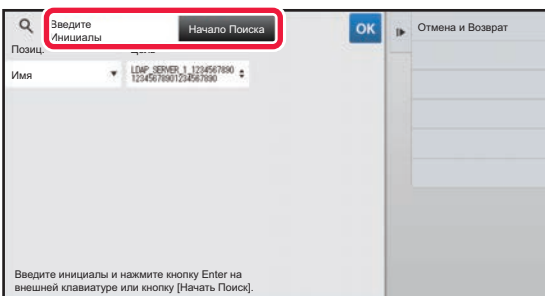 Введите
Инициалы
Начало Поиска
OK
Отмена и Возврат
Позиц.
Имя
LDAP_SERVER_1_1234567890
12345678901234567890
Введите инициалы и нажмите кнопку Enter на
внешней клавиатуре или кнопку [Начать Поиск].